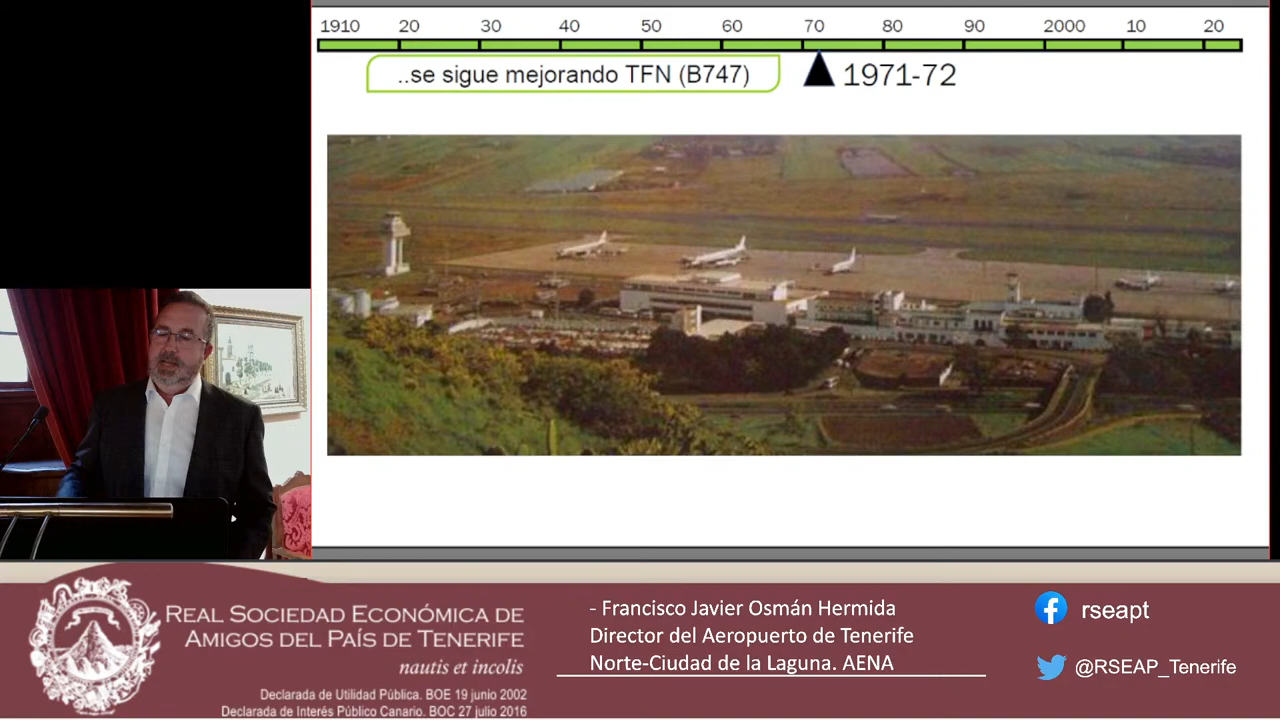 1910 20 30 40 50 60 70 80 90 2000 10 20
..se sigue mejorando TFN (B747)
1971-72
REAL SOCIEDAD ECONÓMICA DE
AMIGOS DEL PAÍS DE TENERIFE
nautis et incolis
Declarada de Utilidad Pública. BOE 19 junio 2002
Declarada de Interés Público Canario. BOC 27 julio 2016
- Francisco Javier Osmán Hermida
Director del Aeropuerto de Tenerife
Norte-Ciudad de la Laguna. AENA
rseapt
@RSEAP_Tenerife